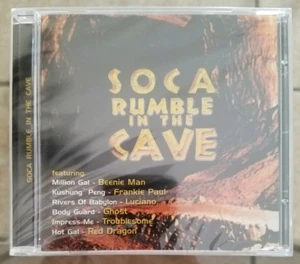 SOCA
RUMBLE
IN THE
CAVE
featuring
Million Gal - Beenie Man
Kushung Peng - Frankie Paul
Rivers Of Babylon - Luciano
Body Guard - Ghost
Impress-Me - Troublesome
Hot Gal - Red Dragon
SOCA RUMBLE IN THE CAVE